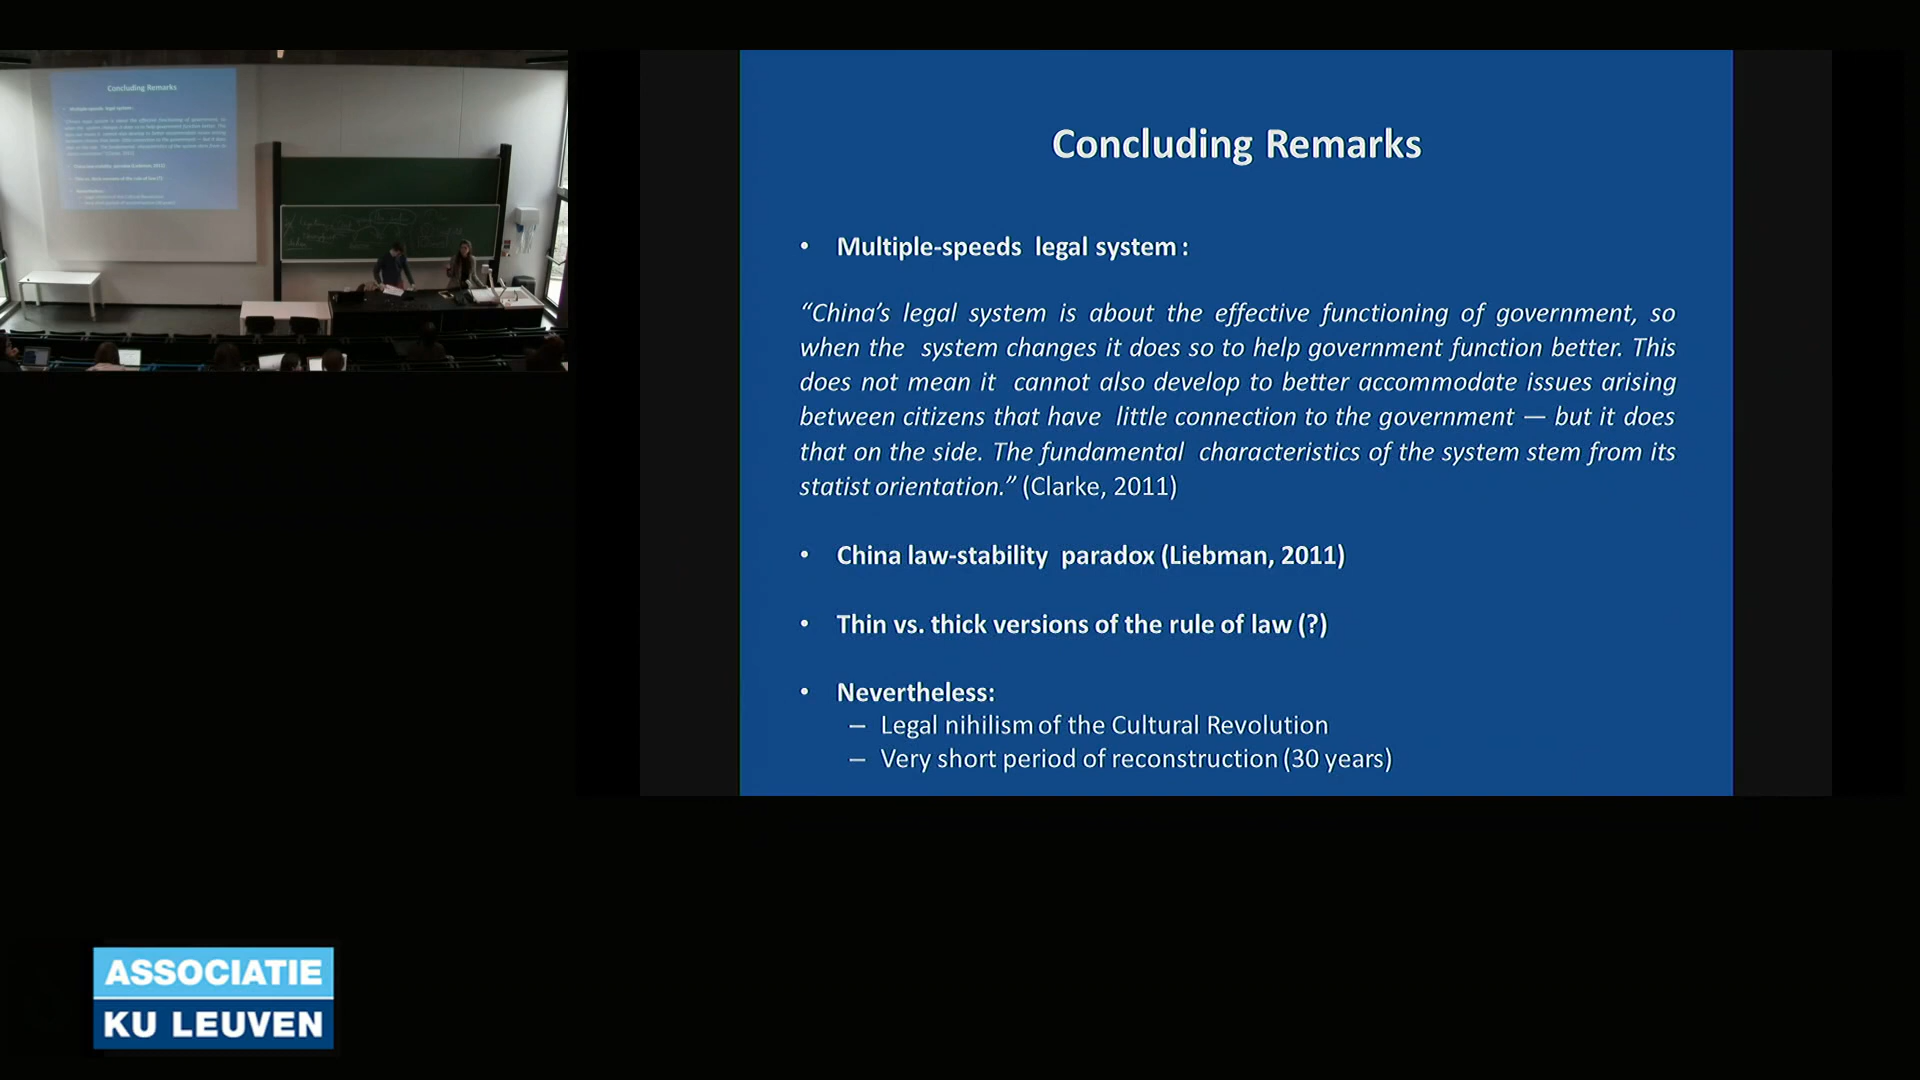 Concluding Remarks
• Multiple-speeds legal system :
“China’s legal system is about the effective functioning of government, so
when the system changes it does so to help government function better. This
does not mean it cannot also develop to better accommodate issues arising
between citizens that have little connection to the government — but it does
that on the side. The fundamental characteristics of the system stem from its
statist orientation.” (Clarke, 2011)
• China law-stability paradox (Liebman, 2011)
• Thin vs. thick versions of the rule of law (?)
• Nevertheless:
– Legal nihilism of the Cultural Revolution
– Very short period of reconstruction (30 years)
Concluding Remarks
ASSOCIATIE
KU LEUVEN